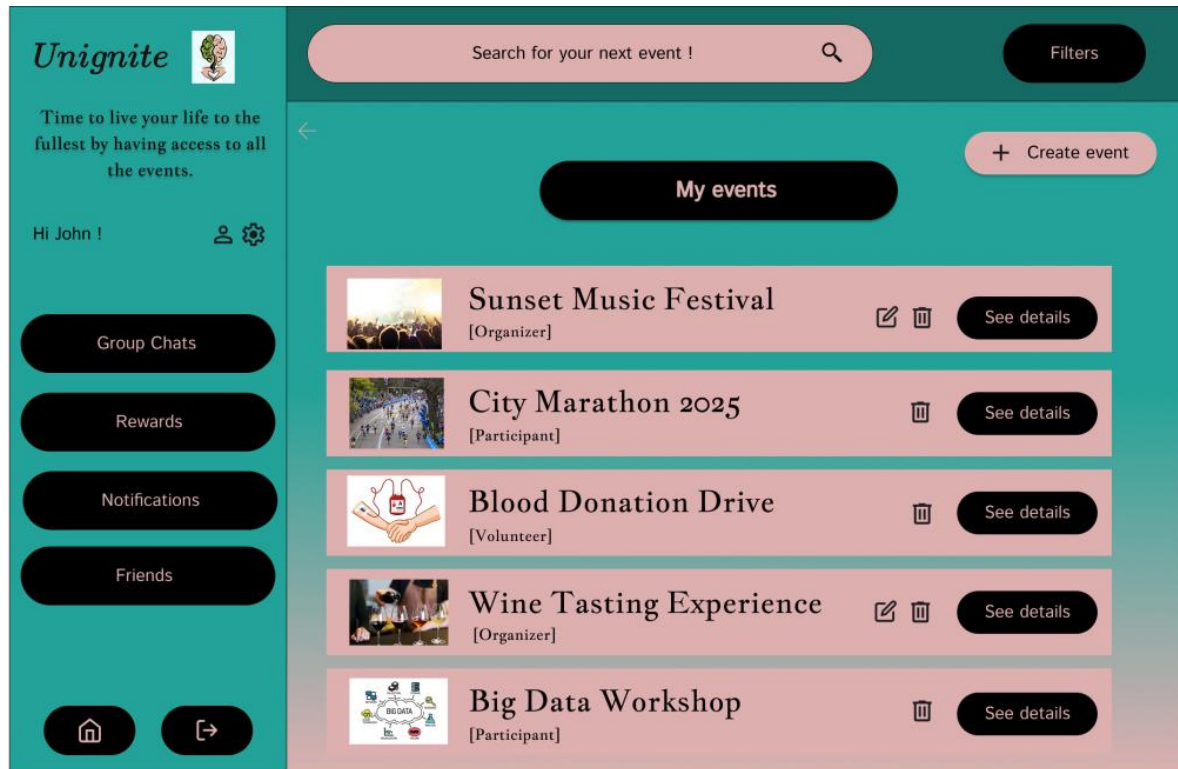 Unignite
Time to live your life to the
fullest by having access to all
the events.
Hi John !
Group Chats
Rewards
Notifications
Friends
Search for your next event !
Filters
+ Create event
My events
Sunset Music Festival
[Organizer]
See details
City Marathon 2025
[Participant]
See details
Blood Donation Drive
[Volunteer]
See details
Wine Tasting Experience
[Organizer]
See details
BIG DATA
Big Data Workshop
[Participant]
See details